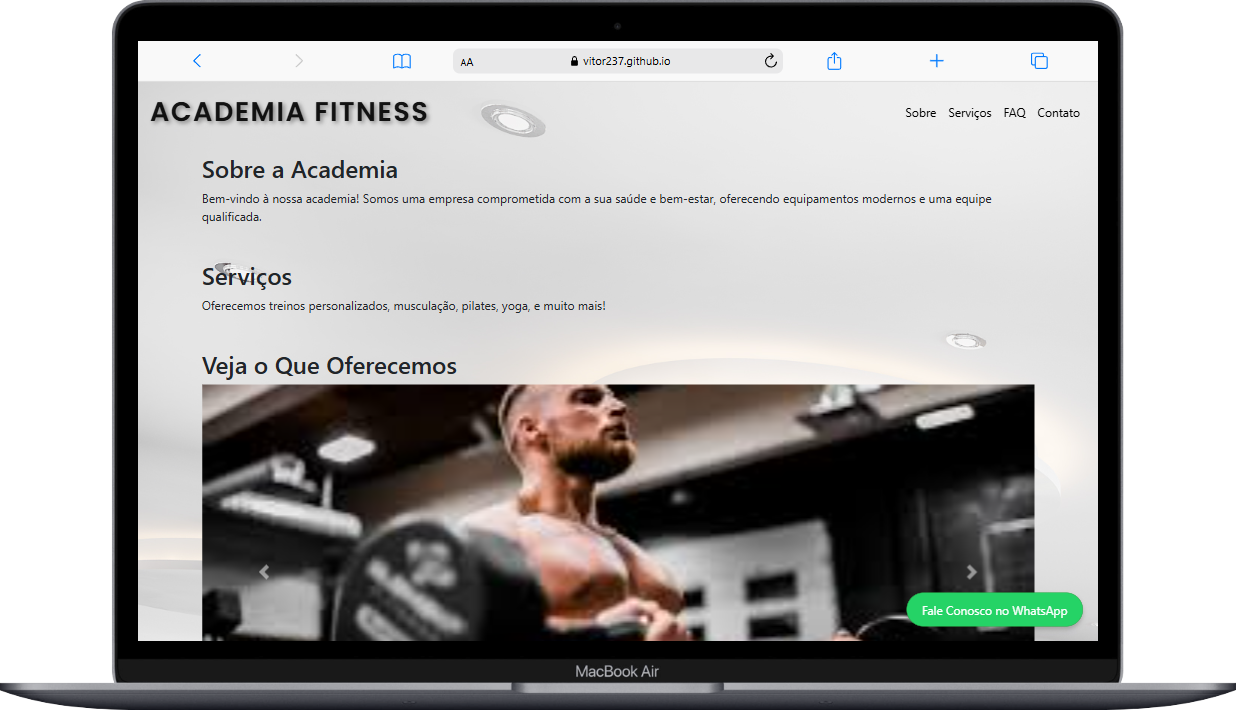 AA
vitor237.github.io
ACADEMIA FITNESS
Sobre Serviços FAQ Contato
Sobre a Academia
Bem-vindo à nossa academia! Somos uma empresa comprometida com a sua saúde e bem-estar, oferecendo equipamentos modernos e uma equipe
qualificada.
Serviços
Oferecemos treinos personalizados, musculação, pilates, yoga, e muito mais!
Veja o Que Oferecemos
Fale Conosco no WhatsApp
MacBook Air